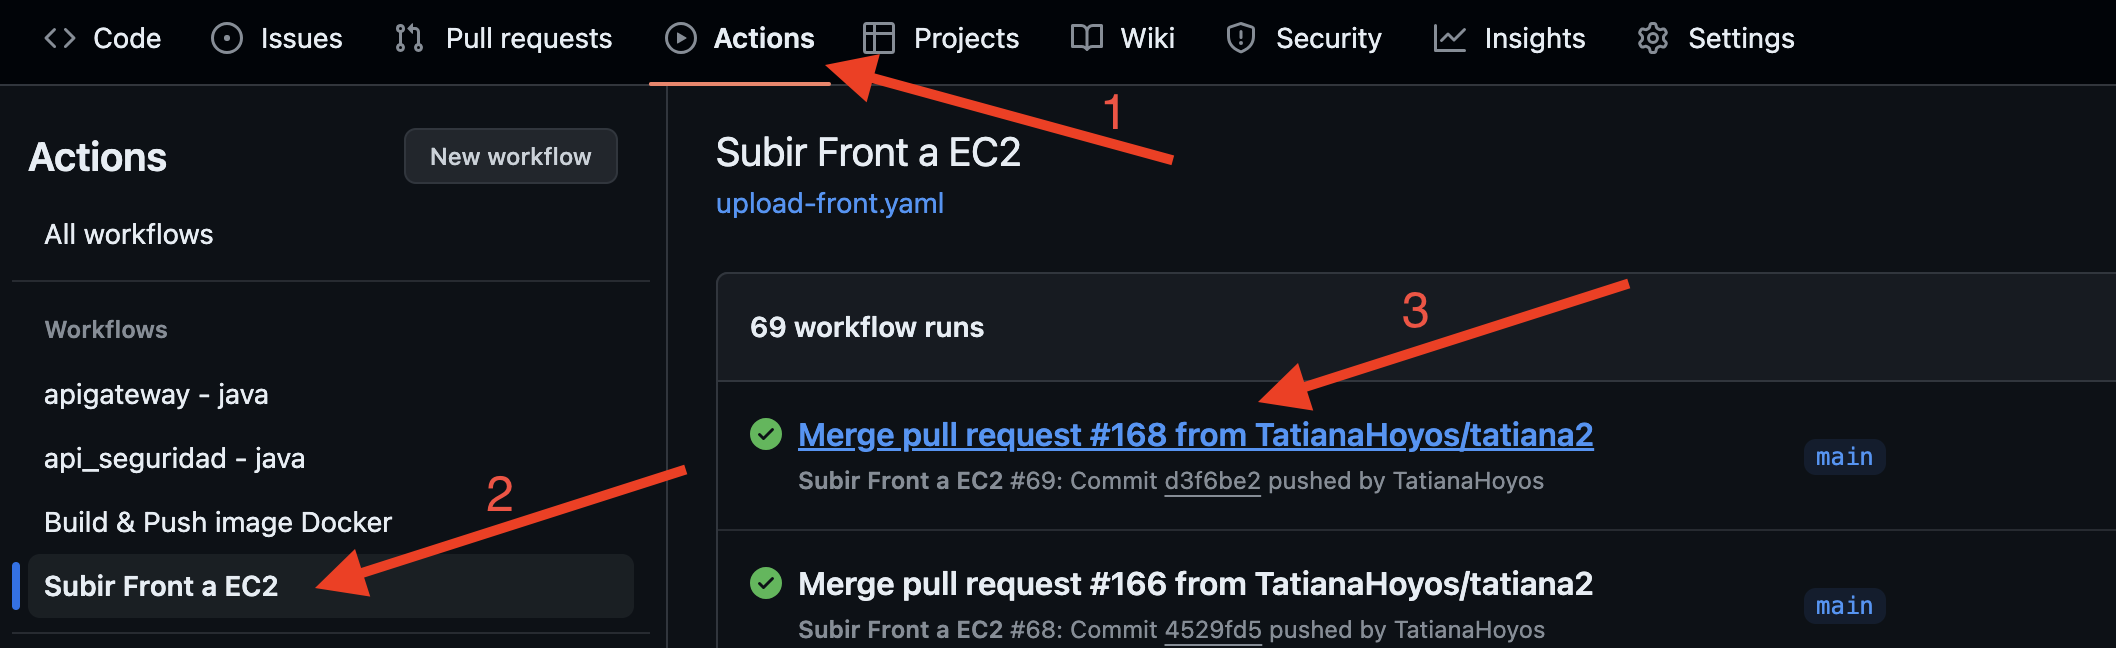 Code Issues Pull requests Actions Projects Wiki Security Insights Settings
1
Actions
New workflow
All workflows
Workflows
apigateway - java
api_seguridad - java
Build & Push image Docker
Subir Front a EC2
2
Subir Front a EC2
upload-front.yaml
69 workflow runs
3
Merge pull request #168 from TatianaHoyos/tatiana2
Subir Front a EC2 #69: Commit d3f6be2 pushed by TatianaHoyos
main
Merge pull request #166 from TatianaHoyos/tatiana2
Subir Front a EC2 #68: Commit 4529fd5 pushed by TatianaHoyos
main